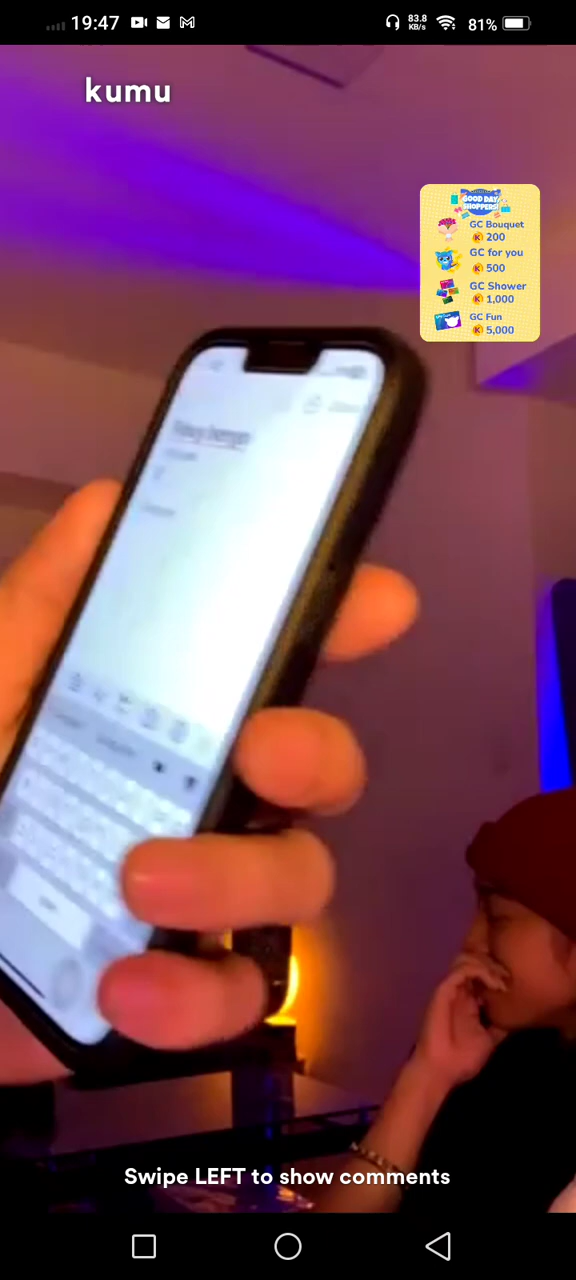 19:47
83.8
KB/s
81%
kumu
GOOD DAY
SHOPPERS!
GC Bouquet
200
GC for you
500
GC Shower
1,000
GC Fun
5,000
Swipe LEFT to show comments